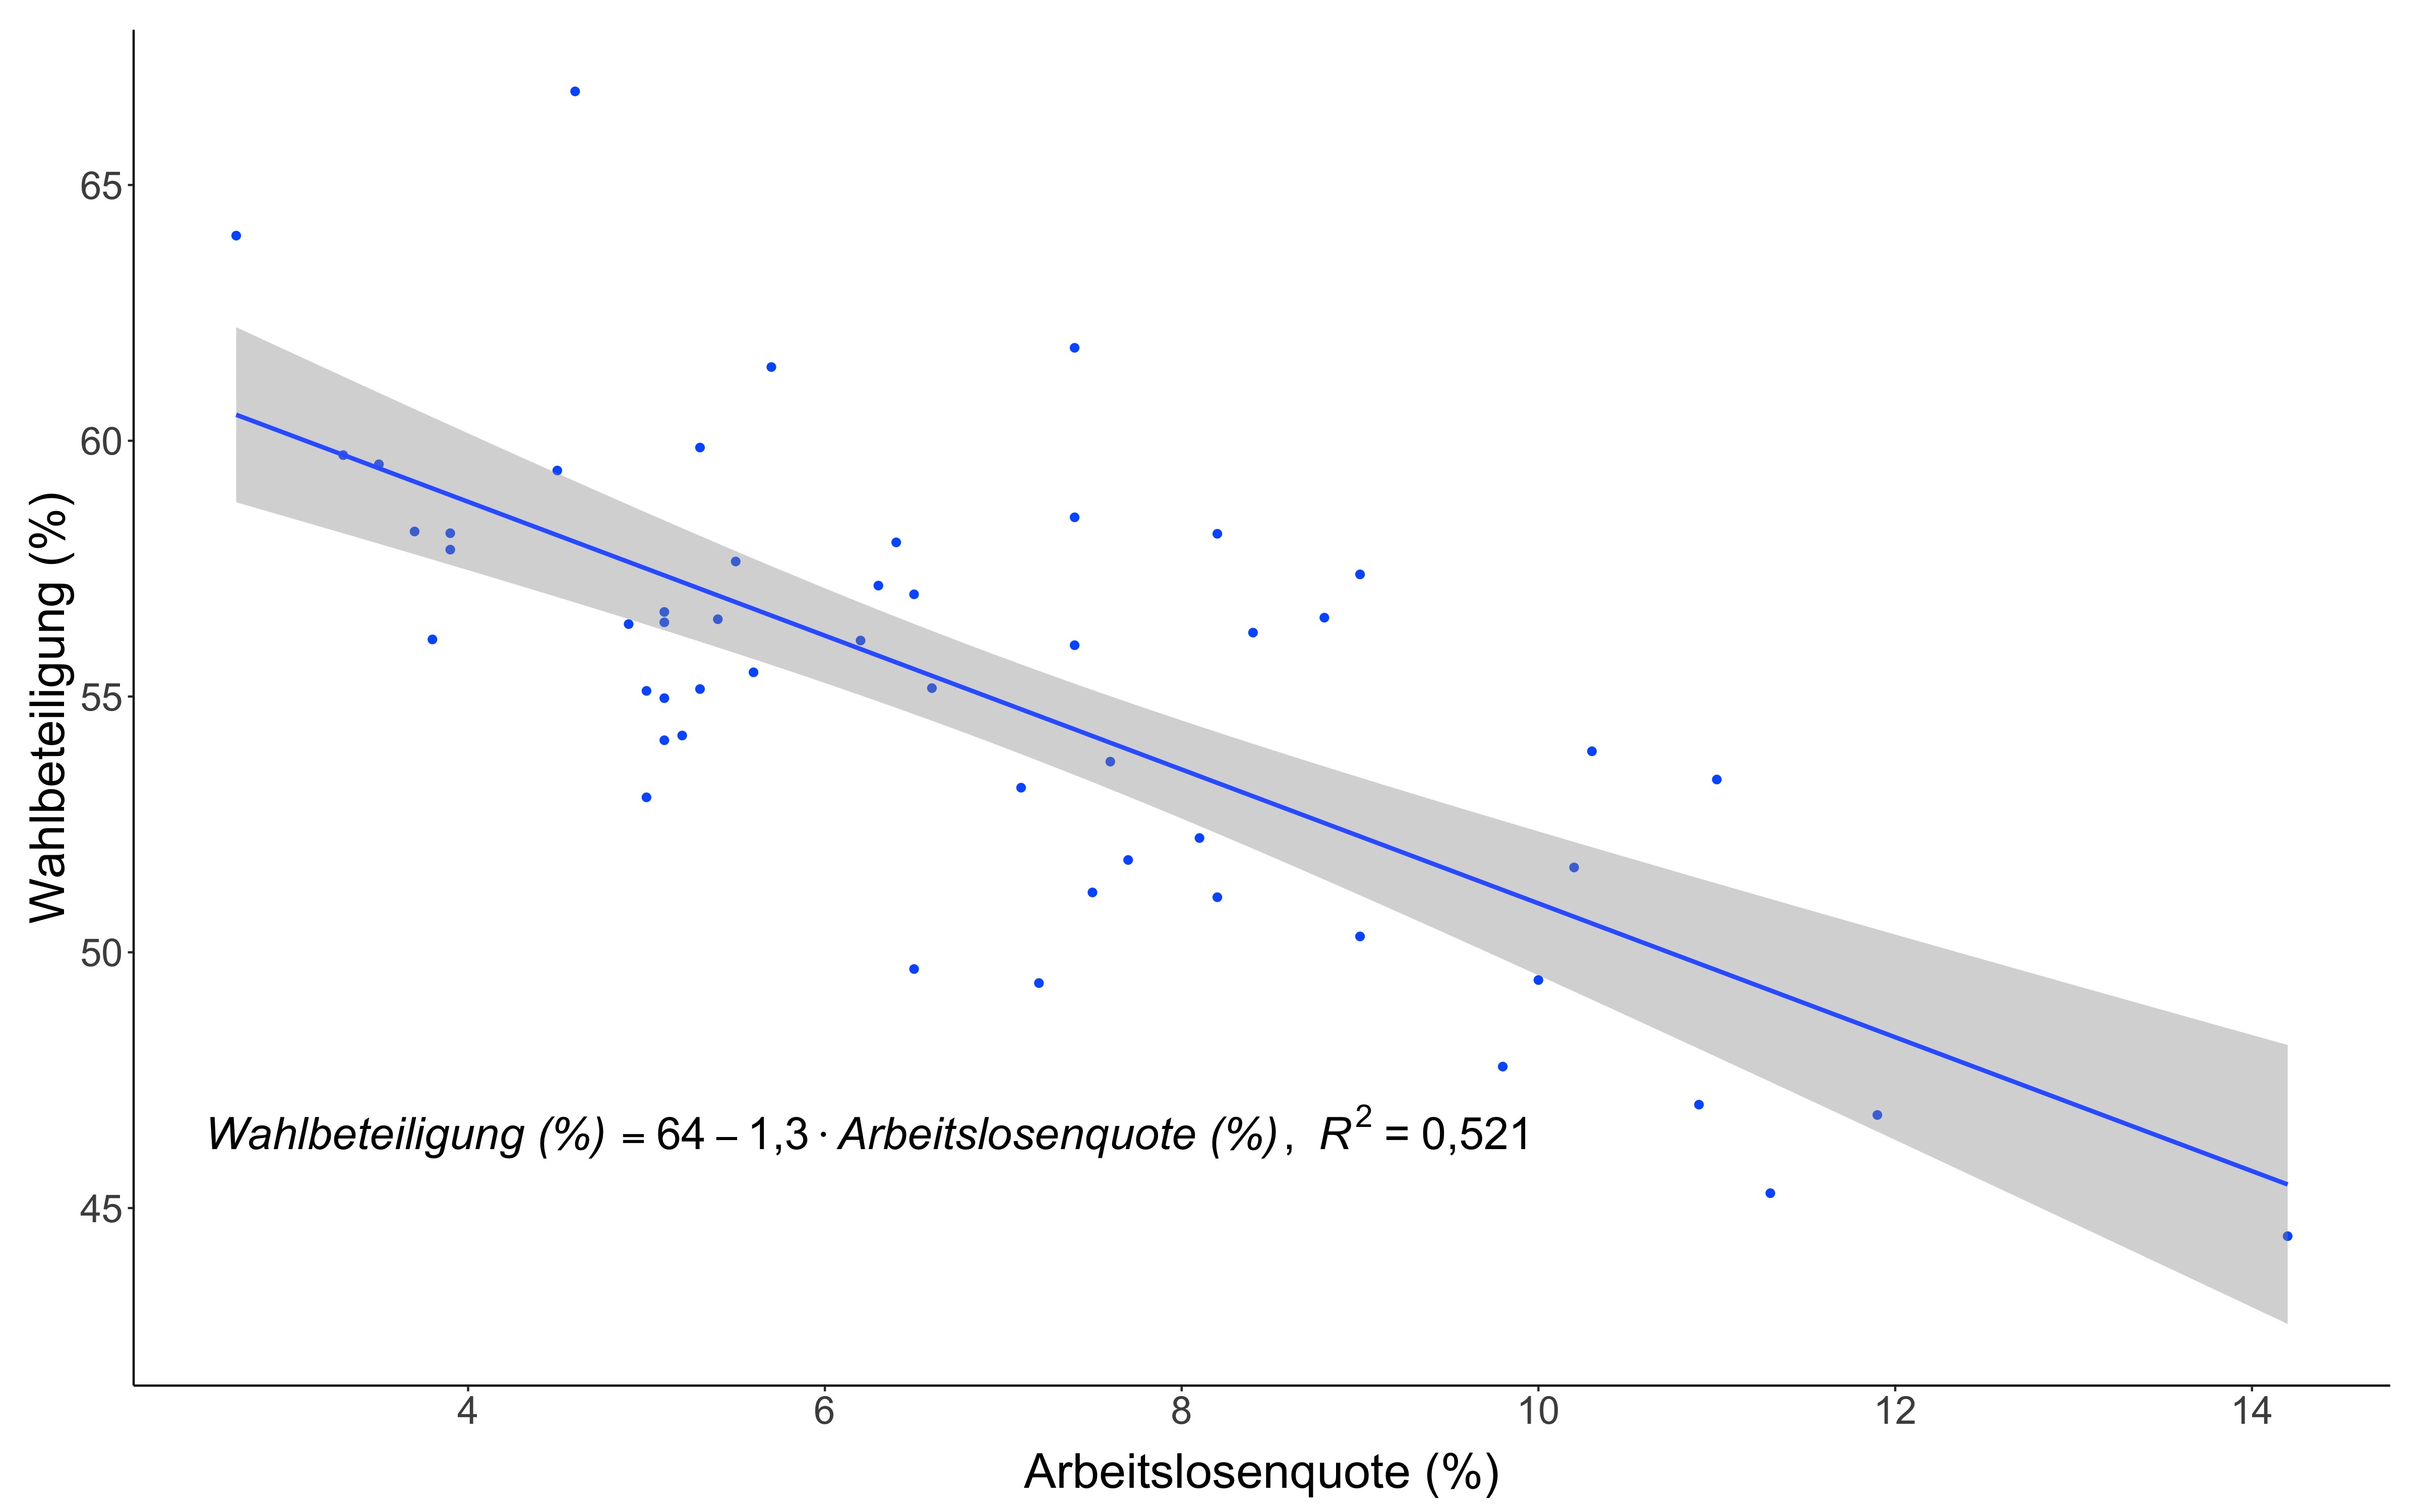 Wahlbeteiligung (%)
65
60
55
50
45
Wahlbeteiligung (%) = 64 – 1,3 · Arbeitslosenquote (%), R² = 0,521
4 6 8 10 12 14
Arbeitslosenquote (%)